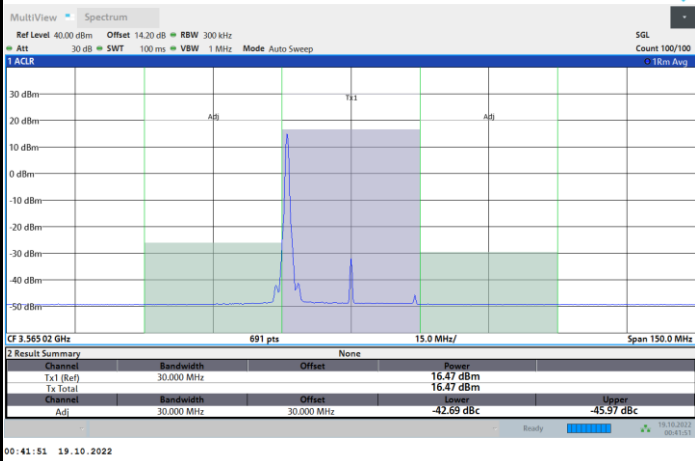 MultiView Spectrum
Ref Level 40.00 dBm Offset 14.20 dB RBW 300 kHz SGL
Att 30 dB SWT 100 ms VBW 1 MHz Mode Auto Sweep Count 100/100
1 ACLR 1Rm Avg
30 dBm
Tx1
20 dBm Adj Adj
10 dBm
0 dBm
-10 dBm
-20 dBm
-30 dBm
-40 dBm
-50 dBm
CF 3.565 02 GHz 691 pts 15.0 MHz/ Span 150.0 MHz
2 Result Summary None
Channel Bandwidth Offset Power
Tx1 (Ref) 30.000 MHz 16.47 dBm
Tx Total 16.47 dBm
Channel Bandwidth Offset Lower Upper
Adj 30.000 MHz 30.000 MHz -42.69 dBc -45.97 dBc
Ready 19.10.2022
00:41:51
00:41:51 19.10.2022